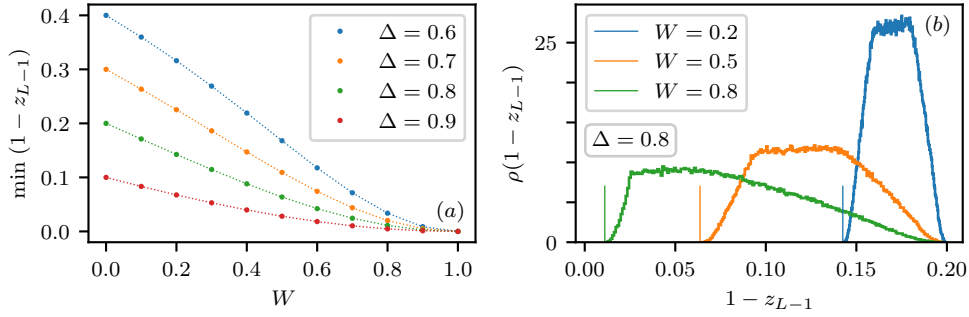 min (1 − z_{L−1})
0.4
0.3
0.2
0.1
0.0
Δ = 0.6
Δ = 0.7
Δ = 0.8
Δ = 0.9
(a)
0.0 0.2 0.4 0.6 0.8 1.0
W
ρ(1 − z_{L−1})
25
0
W = 0.2
W = 0.5
W = 0.8
Δ = 0.8
(b)
0.00 0.05 0.10 0.15 0.20
1 − z_{L−1}